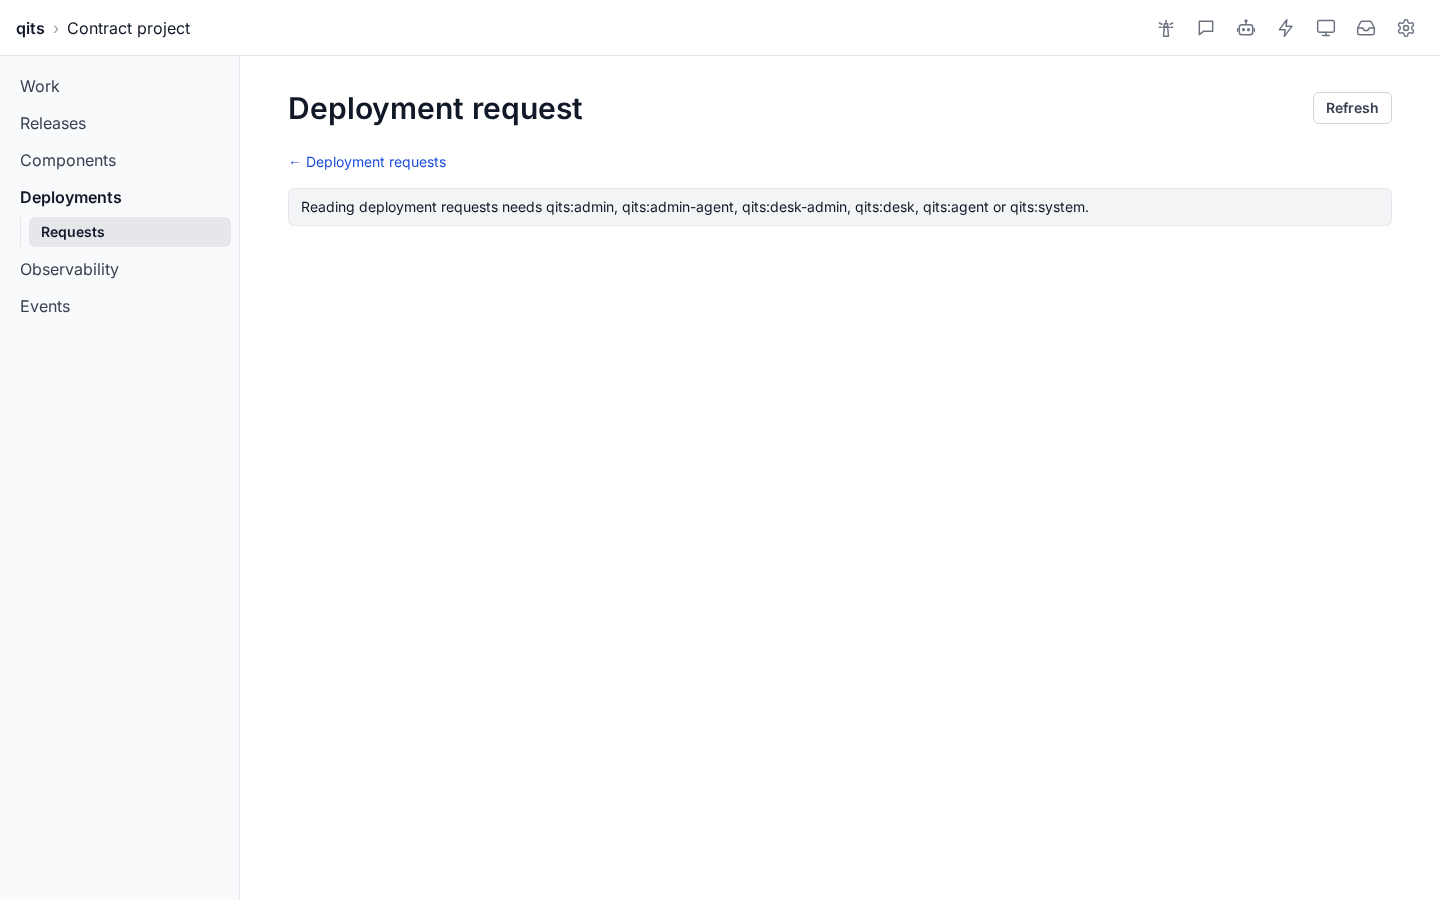 qits › Contract project
Work
Releases
Components
Deployments
Requests
Observability
Events
Deployment request
Refresh
← Deployment requests
Reading deployment requests needs qits:admin, qits:admin-agent, qits:desk-admin, qits:desk, qits:agent or qits:system.